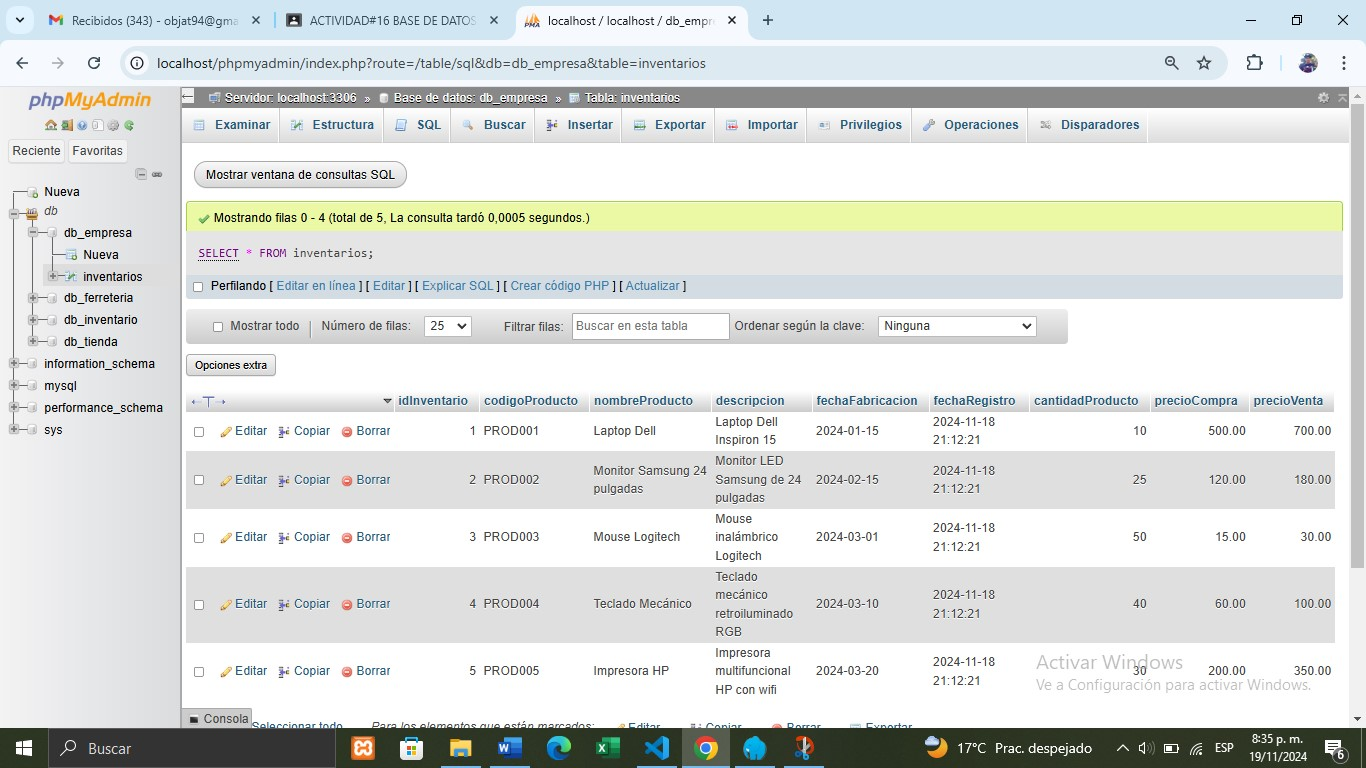 Recibidos (343) - objat94@gma
ACTIVIDAD#16 BASE DE DATOS
localhost / localhost / db_empr
localhost/phpmyadmin/index.php?route=/table/sql&db=db_empresa&table=inventarios
phpMyAdmin
Reciente Favoritas
Nueva
db
db_empresa
Nueva
inventarios
db_ferreteria
db_inventario
db_tienda
information_schema
mysql
performance_schema
sys
Servidor: localhost:3306 » Base de datos: db_empresa » Tabla: inventarios
Examinar Estructura SQL Buscar Insertar Exportar Importar Privilegios Operaciones Disparadores
Mostrar ventana de consultas SQL
Mostrando filas 0 - 4 (total de 5, La consulta tardó 0,0005 segundos.)
SELECT * FROM inventarios;
Perfilando [ Editar en línea ] [ Editar ] [ Explicar SQL ] [ Crear código PHP ] [ Actualizar ]
Mostrar todo Número de filas: 25 Filtrar filas: Buscar en esta tabla Ordenar según la clave: Ninguna
Opciones extra
←T→ idInventario codigoProducto nombreProducto descripcion fechaFabricacion fechaRegistro cantidadProducto precioCompra precioVenta
Editar Copiar Borrar 1 PROD001 Laptop Dell Laptop Dell Inspiron 15 2024-01-15 2024-11-18 21:12:21 10 500.00 700.00
Editar Copiar Borrar 2 PROD002 Monitor Samsung 24 pulgadas Monitor LED Samsung de 24 pulgadas 2024-02-15 2024-11-18 21:12:21 25 120.00 180.00
Editar Copiar Borrar 3 PROD003 Mouse Logitech Mouse inalámbrico Logitech 2024-03-01 2024-11-18 21:12:21 50 15.00 30.00
Editar Copiar Borrar 4 PROD004 Teclado Mecánico Teclado mecánico retroiluminado RGB 2024-03-10 2024-11-18 21:12:21 40 60.00 100.00
Editar Copiar Borrar 5 PROD005 Impresora HP Impresora multifuncional HP con wifi 2024-03-20 2024-11-18 21:12:21 30 200.00 350.00
Activar Windows
Ve a Configuración para activar Windows.
Consola Seleccionar todo Para los elementos que están marcados: Editar Copiar Borrar Exportar
Buscar
17°C Prac. despejado
ESP
8:35 p. m.
19/11/2024
6